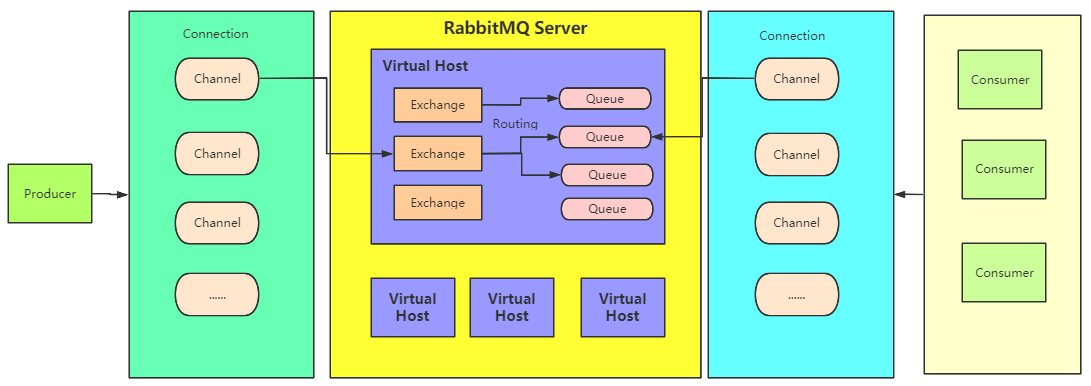 Producer
Connection
Channel
Channel
Channel
......
RabbitMQ Server
Virtual Host
Exchange
Exchange
Exchange
Routing
Queue
Queue
Queue
Queue
Virtual
Host
Virtual
Host
Virtual
Host
Connection
Channel
Channel
Channel
......
Consumer
Consumer
Consumer